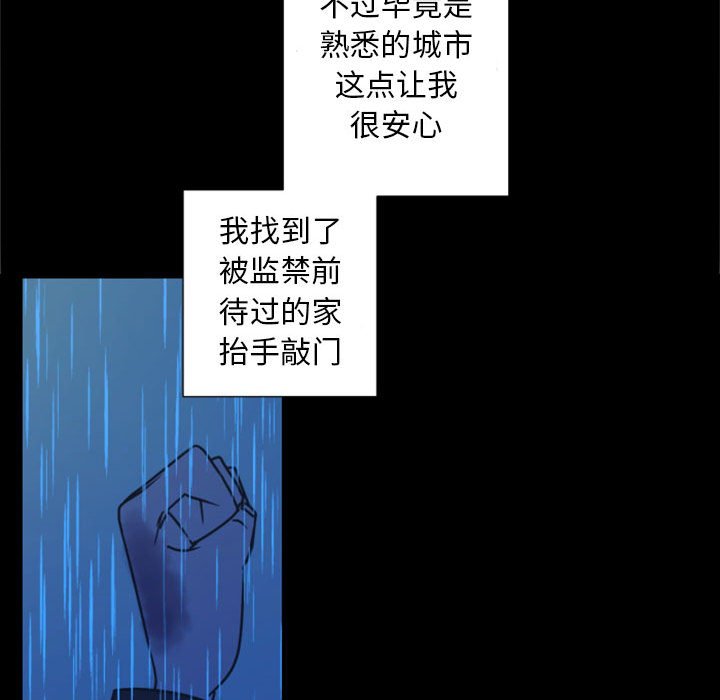 不过毕竟是
熟悉的城市
这点让我
很安心
我找到了
被监禁前
待过的家
抬手敲门